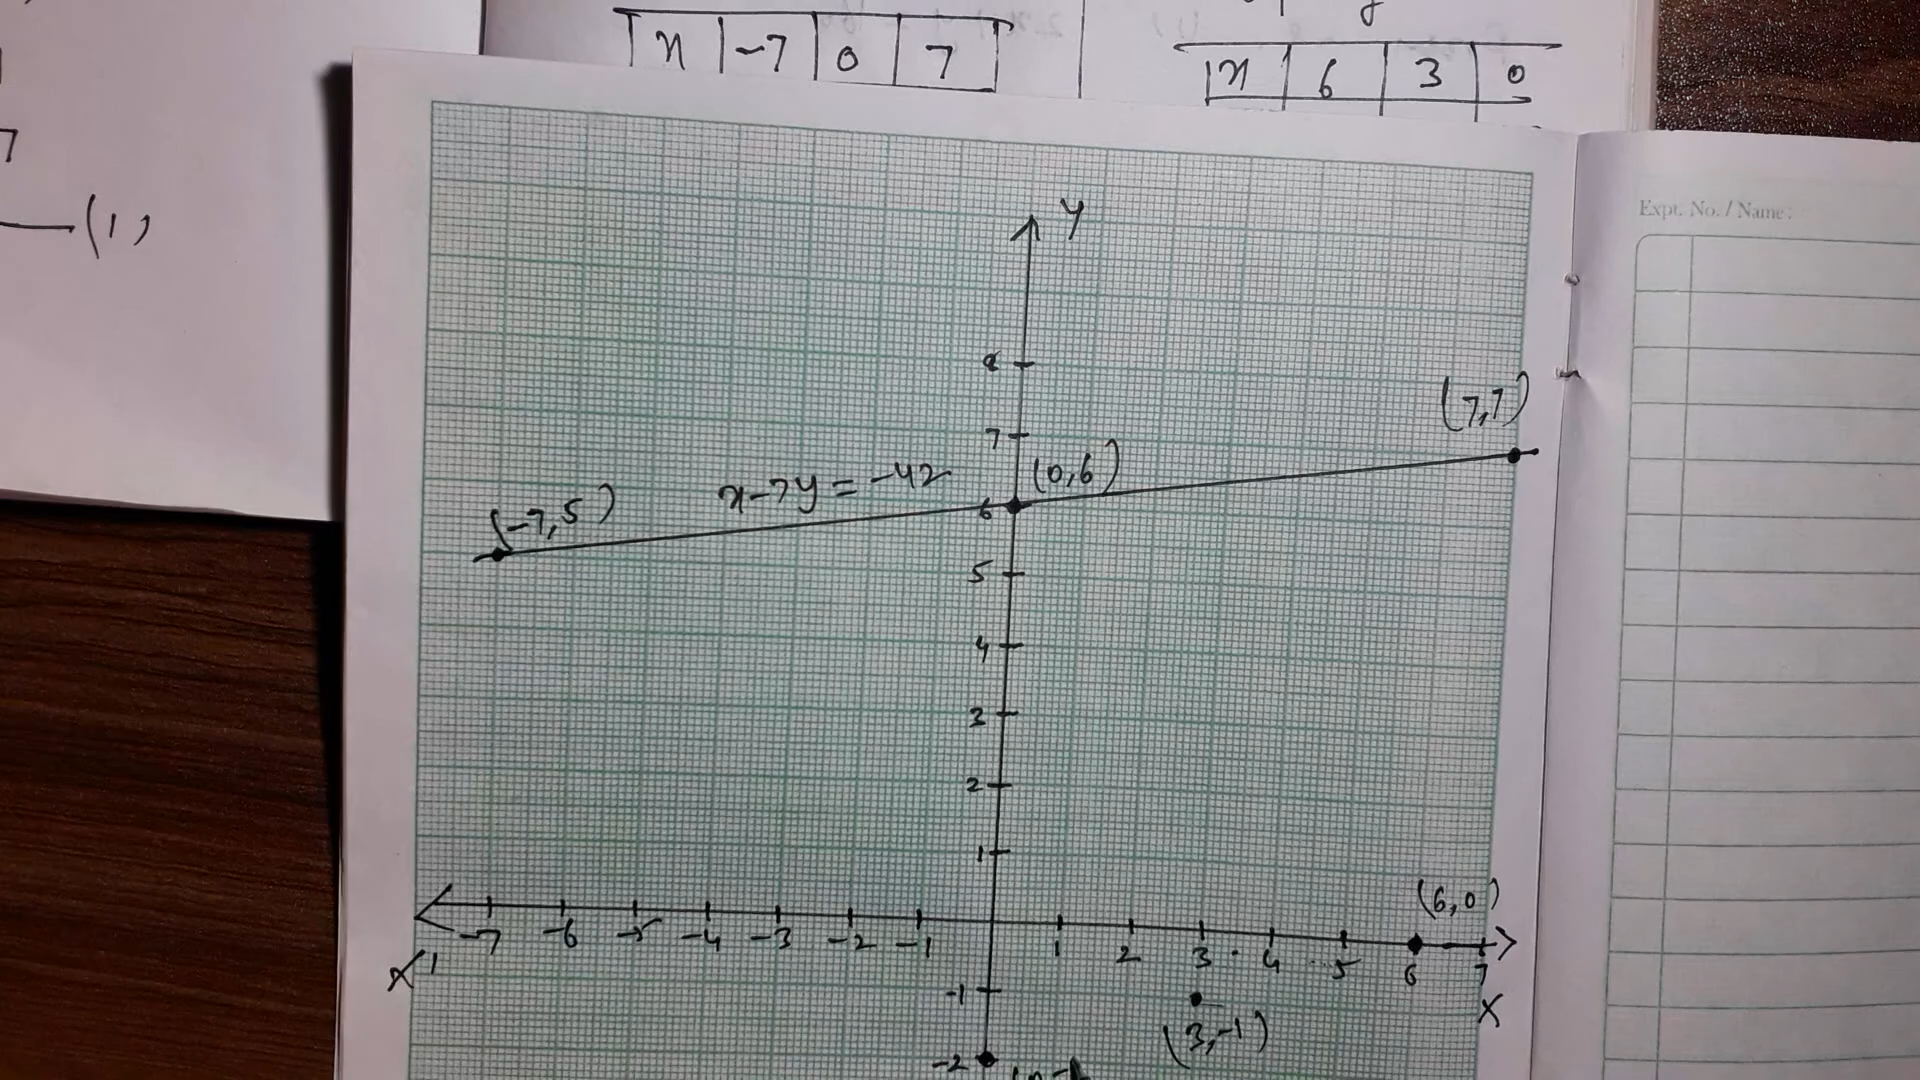 x -7 0 7
x 6 3 0
7
(1)
Expt. No. / Name:
y
8
(7,7)
7
(0,6)
x-7y=-42
(-7,5)
6
5
4
3
2
1
(6,0)
-7 -6 -5 -4 -3 -2 -1 1 2 3 4 5 6 7
X'
X
-1
(3,-1)
-2